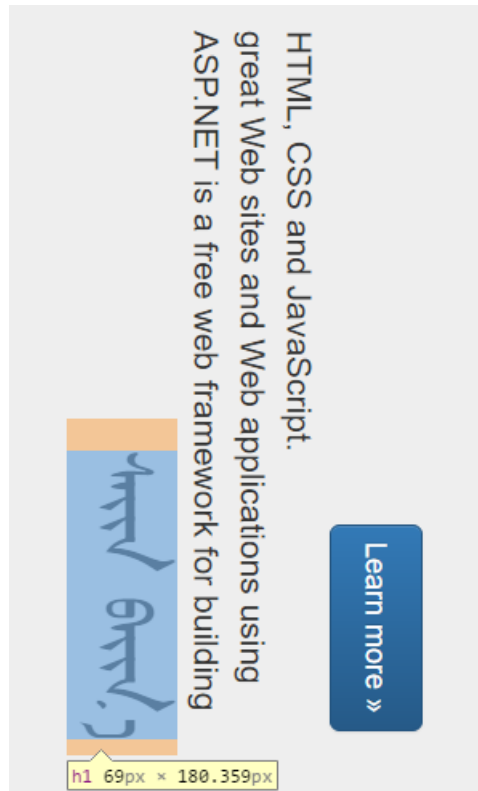 ASP.NET is a free web framework for building
great Web sites and Web applications using
HTML, CSS and JavaScript.
Learn more »
h1 69px × 180.359px